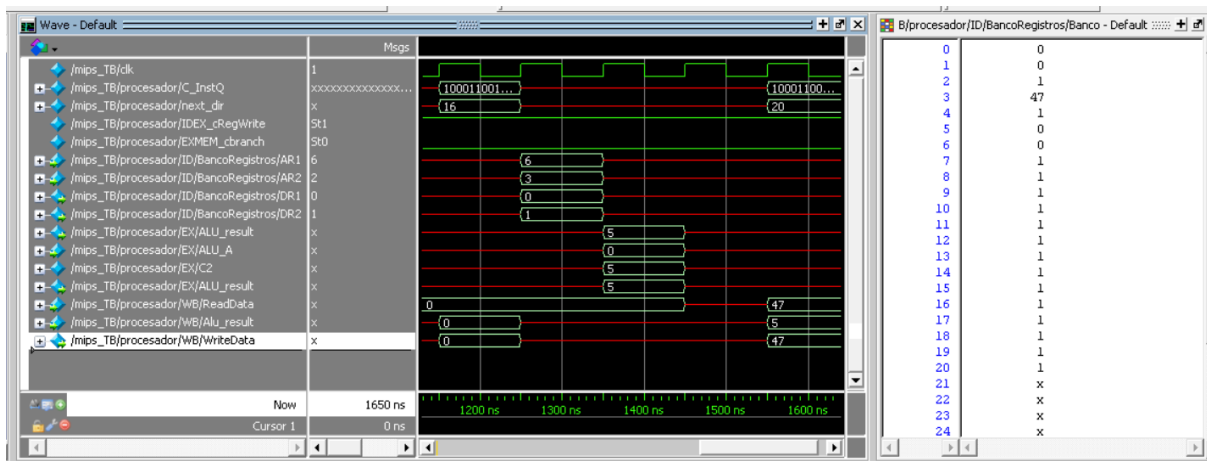 Wave - Default
B/procesador/ID/BancoRegistros/Banco - Default
Msgs
/mips_TB/clk 1
/mips_TB/procesador/C_InstQ xxxxxxxxxxxxxx... 100011001... 10001100...
/mips_TB/procesador/next_dir x 16 20
/mips_TB/procesador/IDEX_cRegWrite St1
/mips_TB/procesador/EXMEM_cbranch St0
/mips_TB/procesador/ID/BancoRegistros/AR1 6 6
/mips_TB/procesador/ID/BancoRegistros/AR2 2 3
/mips_TB/procesador/ID/BancoRegistros/DR1 0 0
/mips_TB/procesador/ID/BancoRegistros/DR2 1 1
/mips_TB/procesador/EX/ALU_result x 5
/mips_TB/procesador/EX/ALU_A x 0
/mips_TB/procesador/EX/C2 x 5
/mips_TB/procesador/EX/ALU_result x 5
/mips_TB/procesador/WB/ReadData x 0 47
/mips_TB/procesador/WB/Alu_result x 0 5
/mips_TB/procesador/WB/WriteData x 0 47
Now 1650 ns 1200 ns 1300 ns 1400 ns 1500 ns 1600 ns
Cursor 1 0 ns
0 0
1 0
2 1
3 47
4 1
5 0
6 0
7 1
8 1
9 1
10 1
11 1
12 1
13 1
14 1
15 1
16 1
17 1
18 1
19 1
20 1
21 x
22 x
23 x
24 x